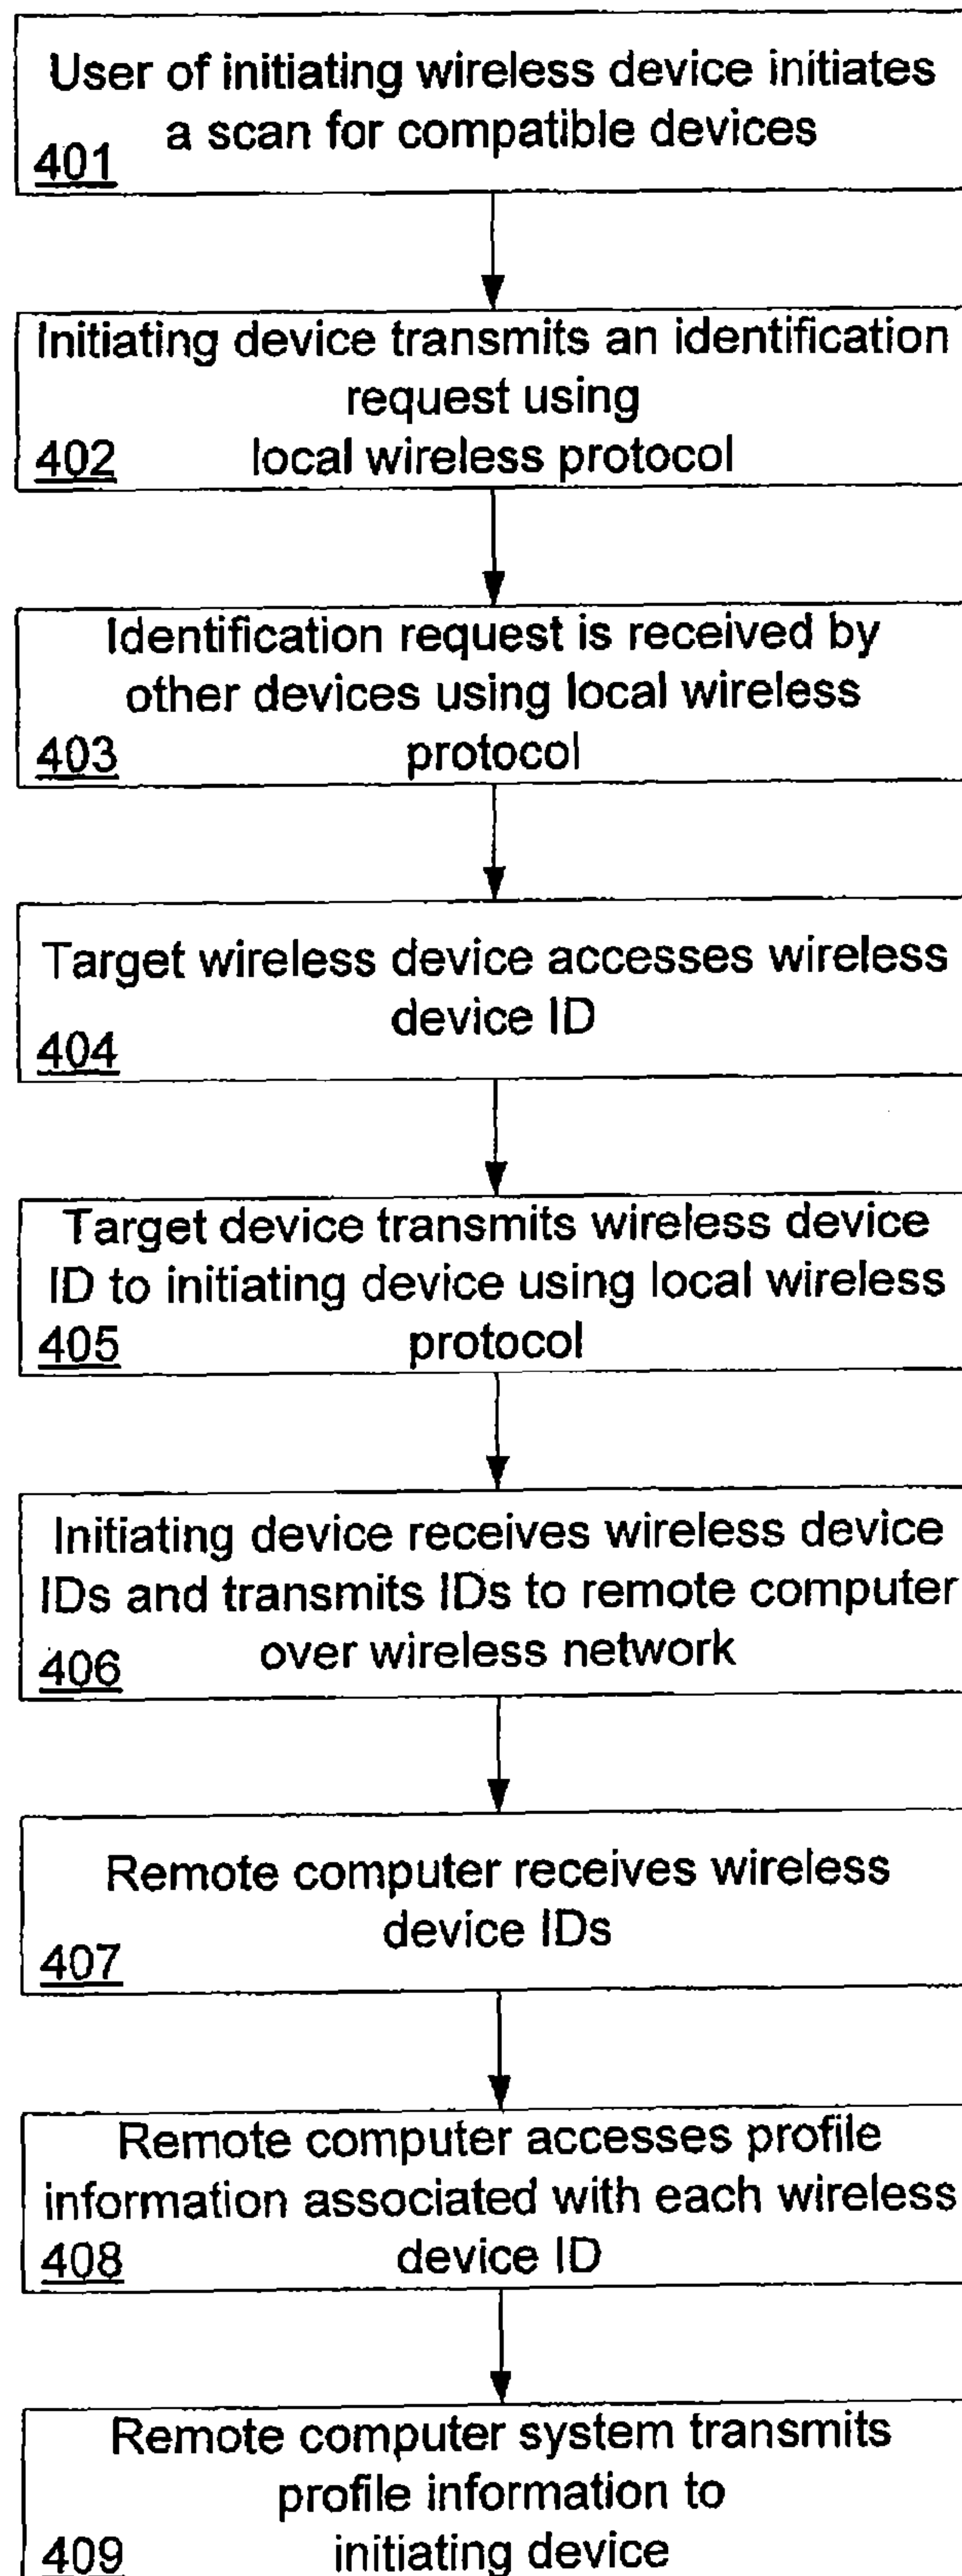 User of initiating wireless device initiates
a scan for compatible devices
401
Initiating device transmits an identification
request using
402 local wireless protocol
Identification request is received by
other devices using local wireless
403 protocol
Target wireless device accesses wireless
device ID
404
Target device transmits wireless device
ID to initiating device using local wireless
405 protocol
Initiating device receives wireless device
IDs and transmits IDs to remote computer
406 over wireless network
Remote computer receives wireless
device IDs
407
Remote computer accesses profile
information associated with each wireless
408 device ID
Remote computer system transmits
profile information to
409 initiating device